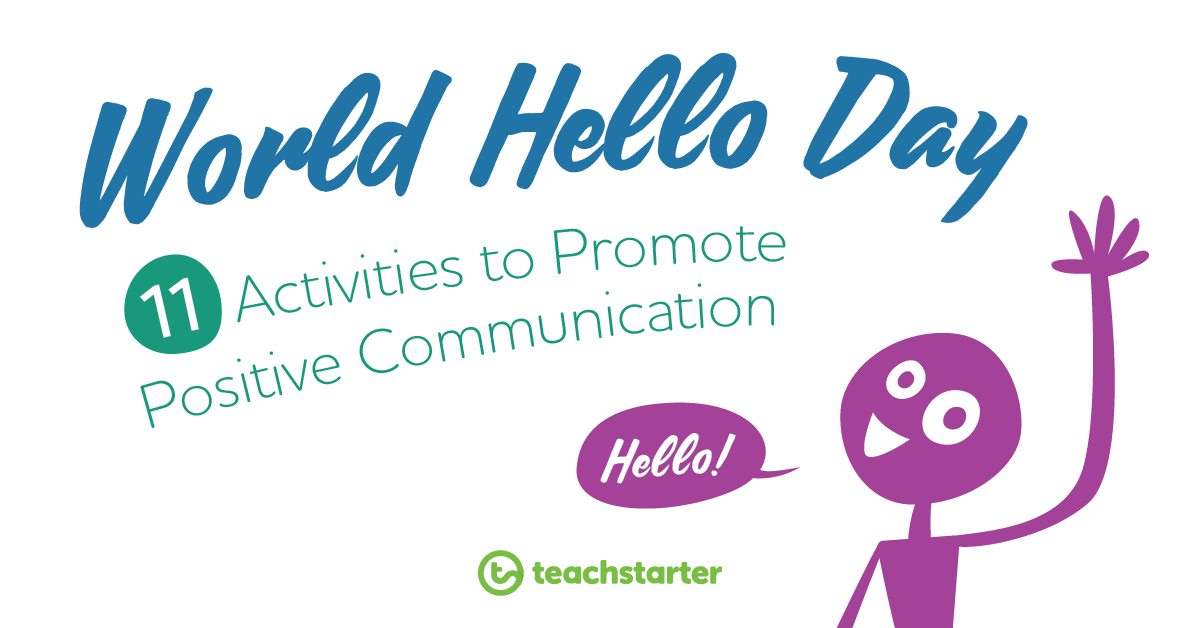 World Hello Day
11 Activities to Promote
Positive Communication
Hello!
teachstarter